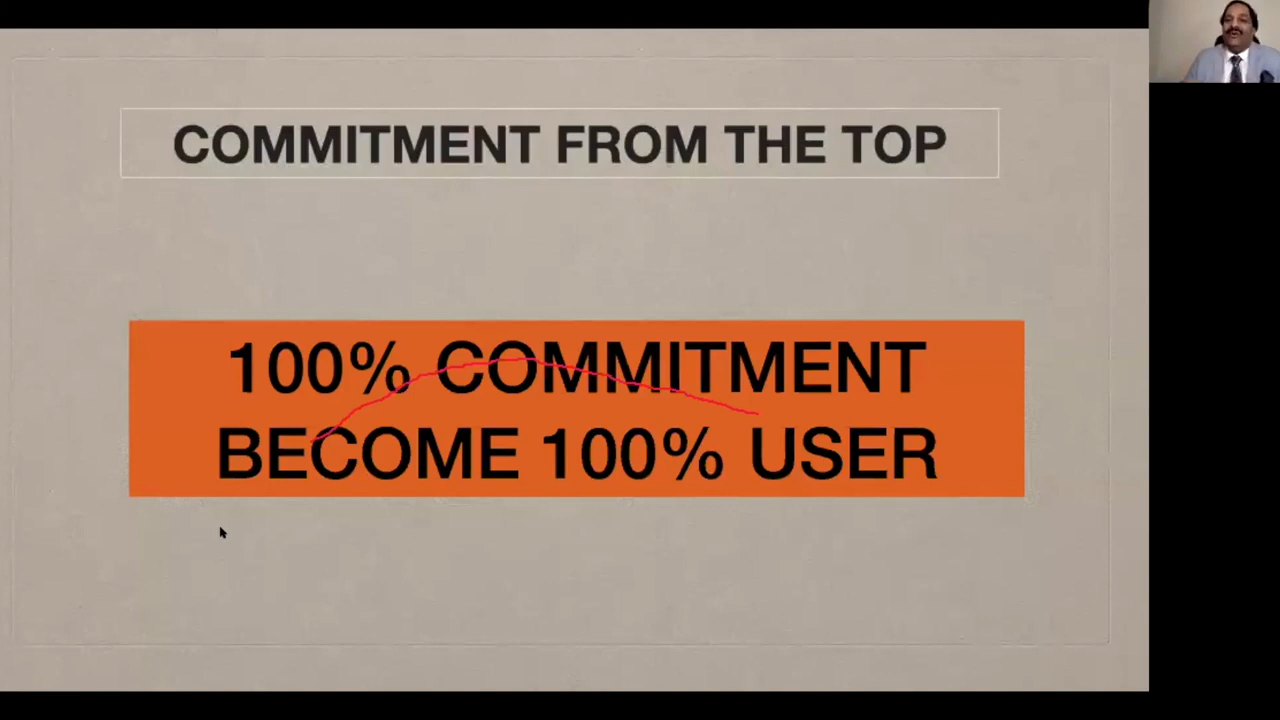 COMMITMENT FROM THE TOP
100% COMMITMENT
BECOME 100% USER